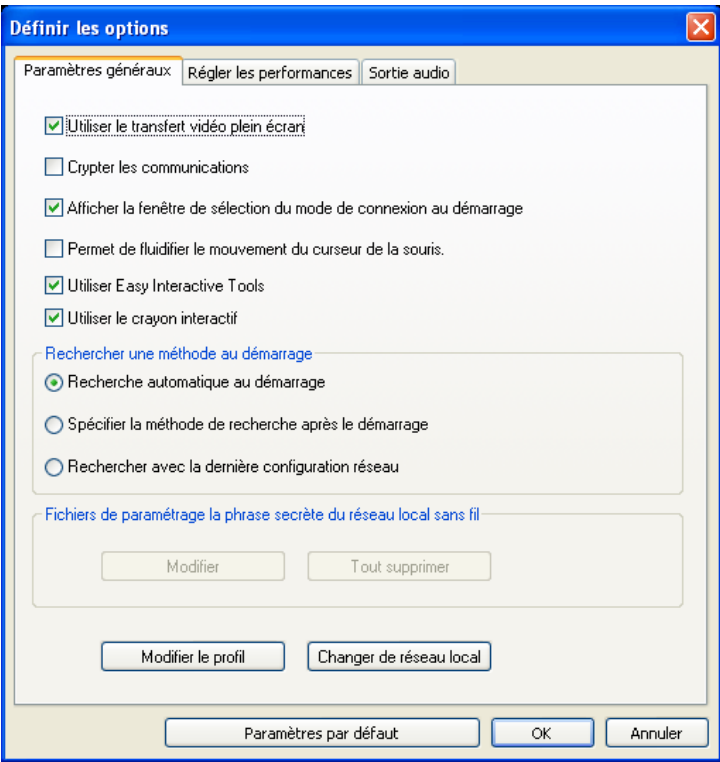 Définir les options
Paramètres généraux Régler les performances Sortie audio
Utiliser le transfert vidéo plein écran
Crypter les communications
Afficher la fenêtre de sélection du mode de connexion au démarrage
Permet de fluidifier le mouvement du curseur de la souris.
Utiliser Easy Interactive Tools
Utiliser le crayon interactif
Rechercher une méthode au démarrage
Recherche automatique au démarrage
Spécifier la méthode de recherche après le démarrage
Rechercher avec la dernière configuration réseau
Fichiers de paramétrage la phrase secrète du réseau local sans fil
Modifier Tout supprimer
Modifier le profil Changer de réseau local
Paramètres par défaut OK Annuler